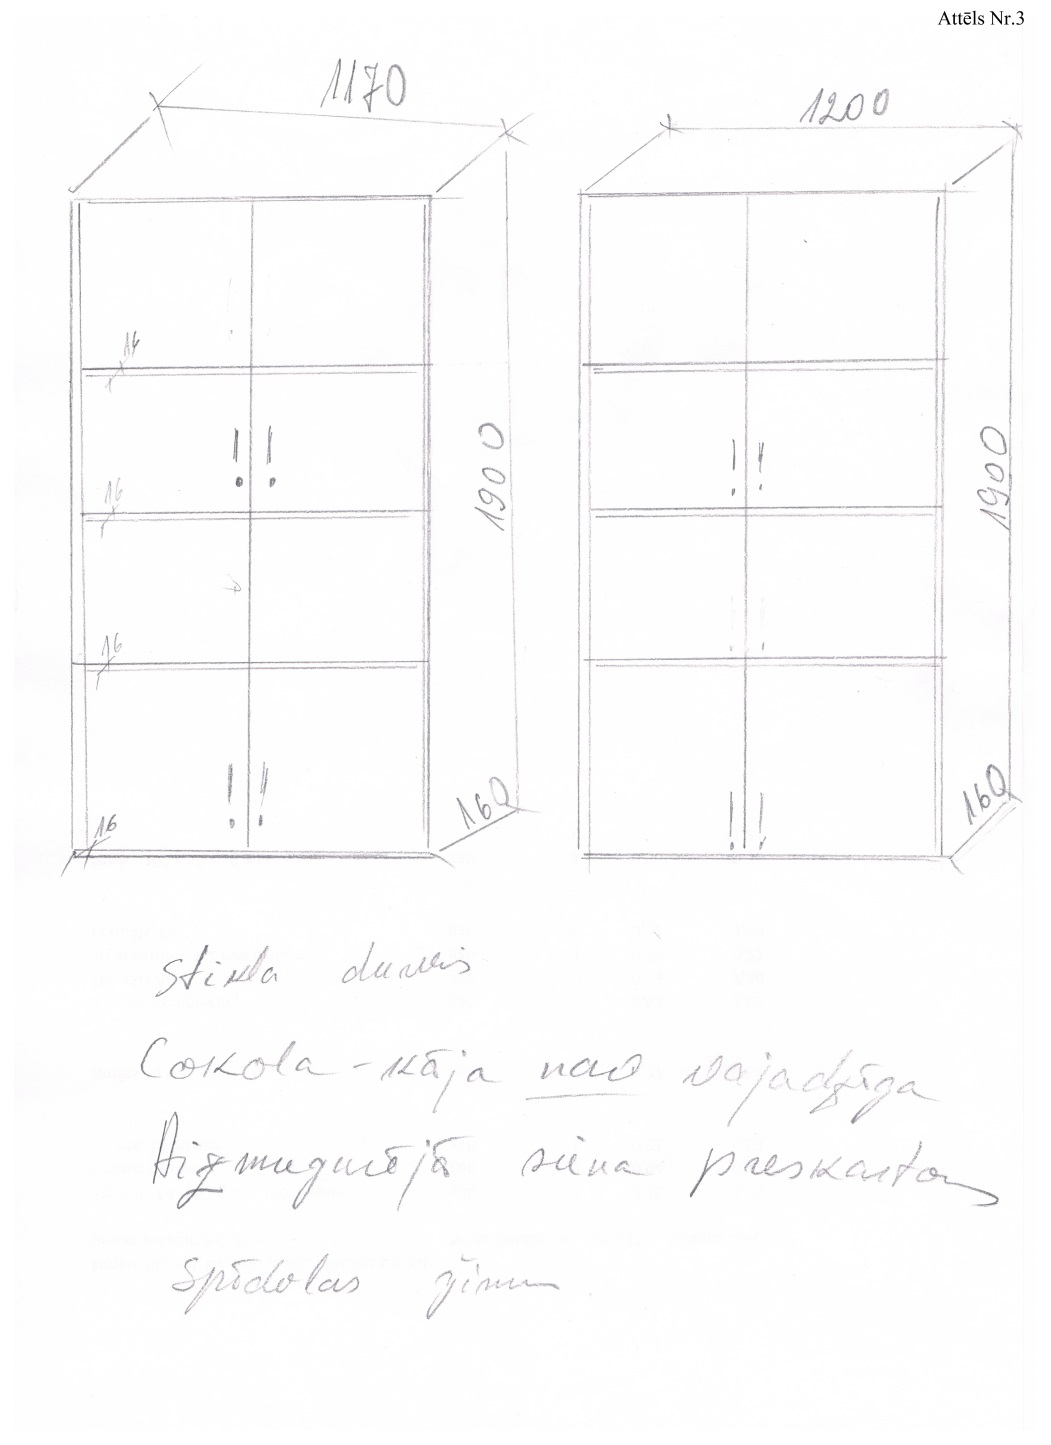 Attēls Nr.3
1170
1200
14
16
16
16
1900
1900
160
160
stikla durvis
Cokola-kāja nav vajadzīga
Aizmugurējā siena preskartons
Spīdolas ģimn